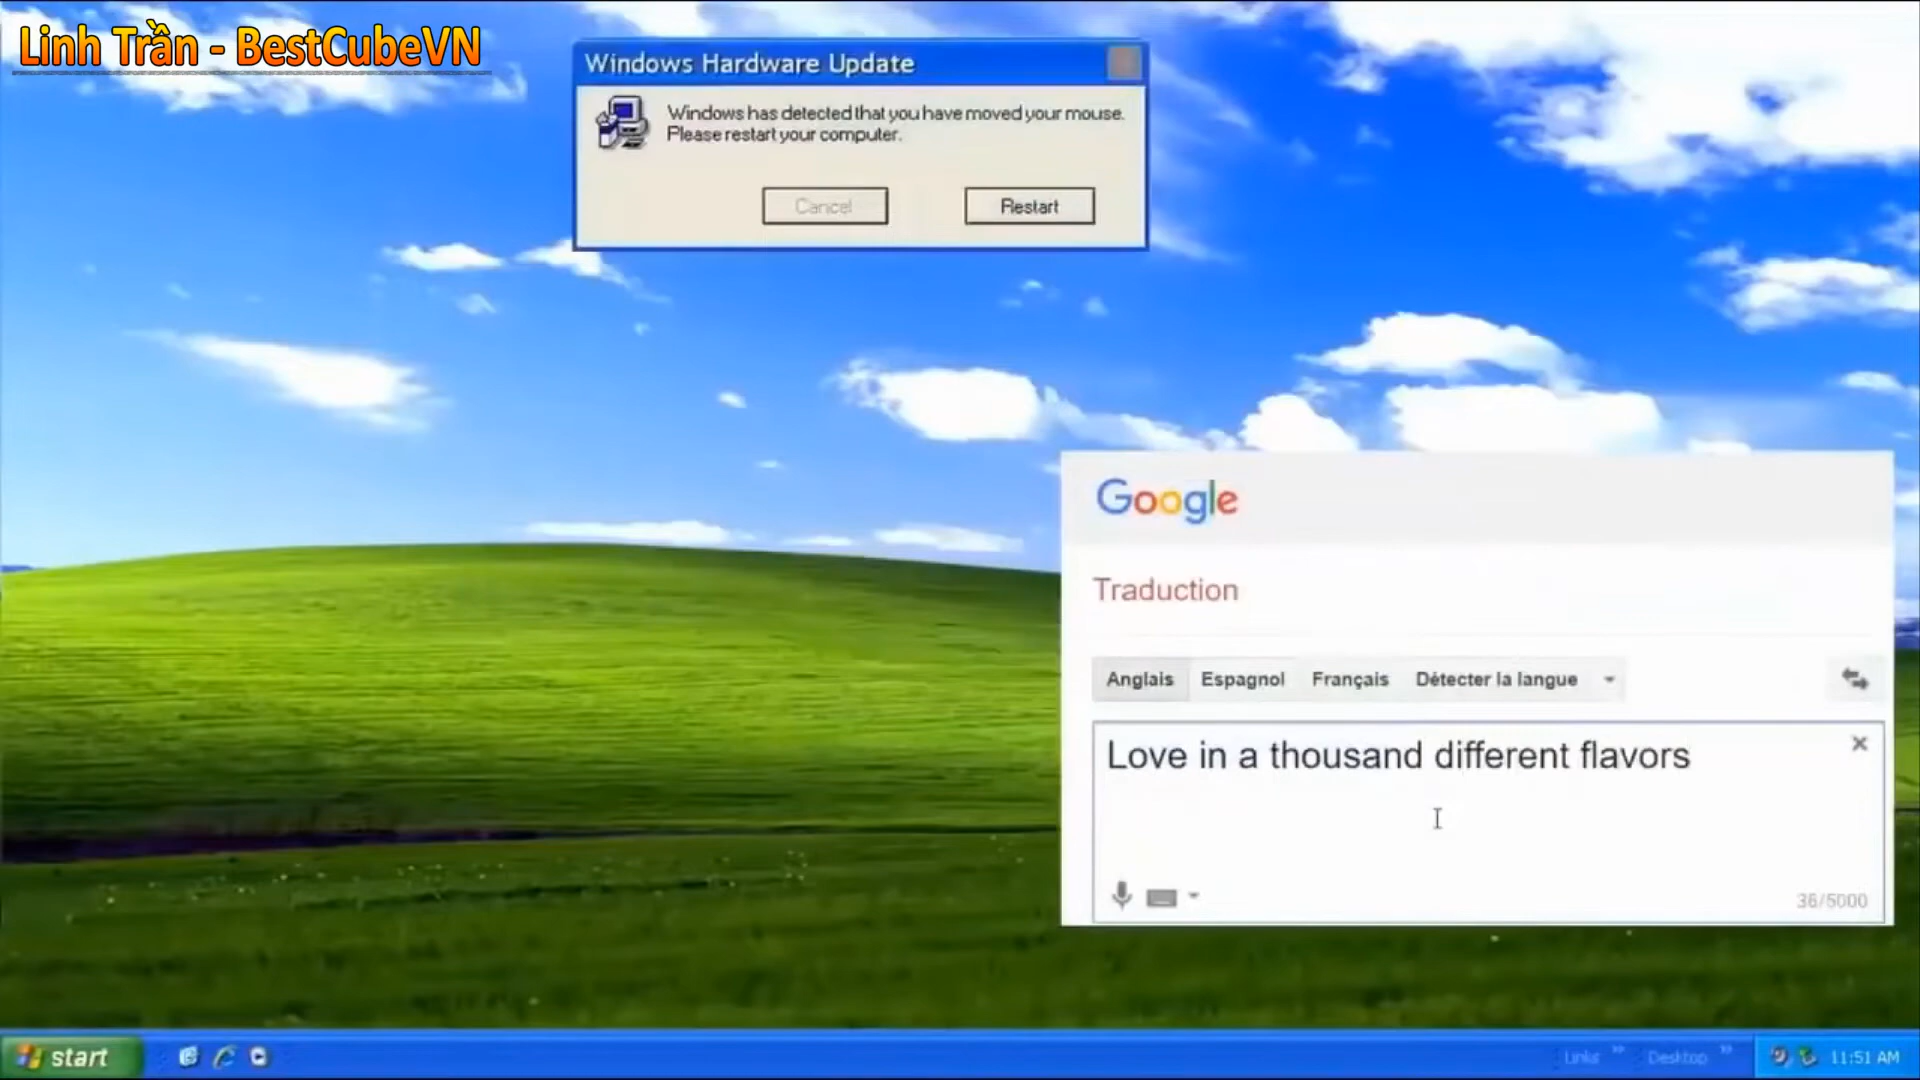 Linh Trần - BestCubeVN
Windows Hardware Update
Windows has detected that you have moved your mouse.
Please restart your computer.
Cancel
Restart
Google
Traduction
Anglais Espagnol Français Détecter la langue
Love in a thousand different flavors
36/5000
start
Links
Desktop
11:51 AM